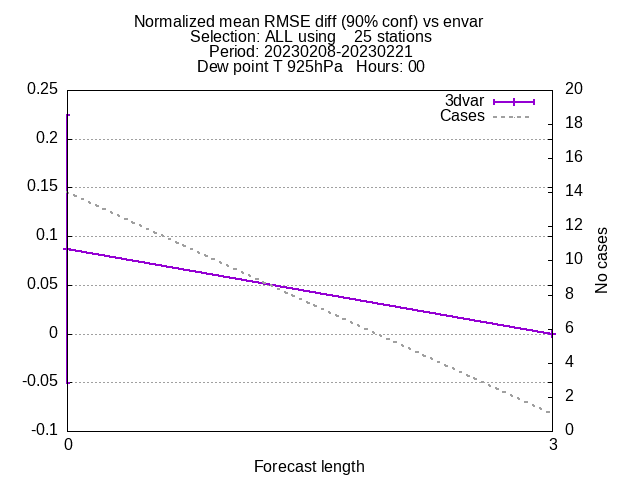 Normalized mean RMSE diff (90% conf) vs envar
Selection: ALL using    25 stations
Period: 20230208-20230221
Dew point T 925hPa   Hours: 00
3dvar
Cases
0.25
0.2
0.15
0.1
0.05
0
-0.05
-0.1
20
18
16
14
12
10
8
6
4
2
0
No cases
0
3
Forecast length